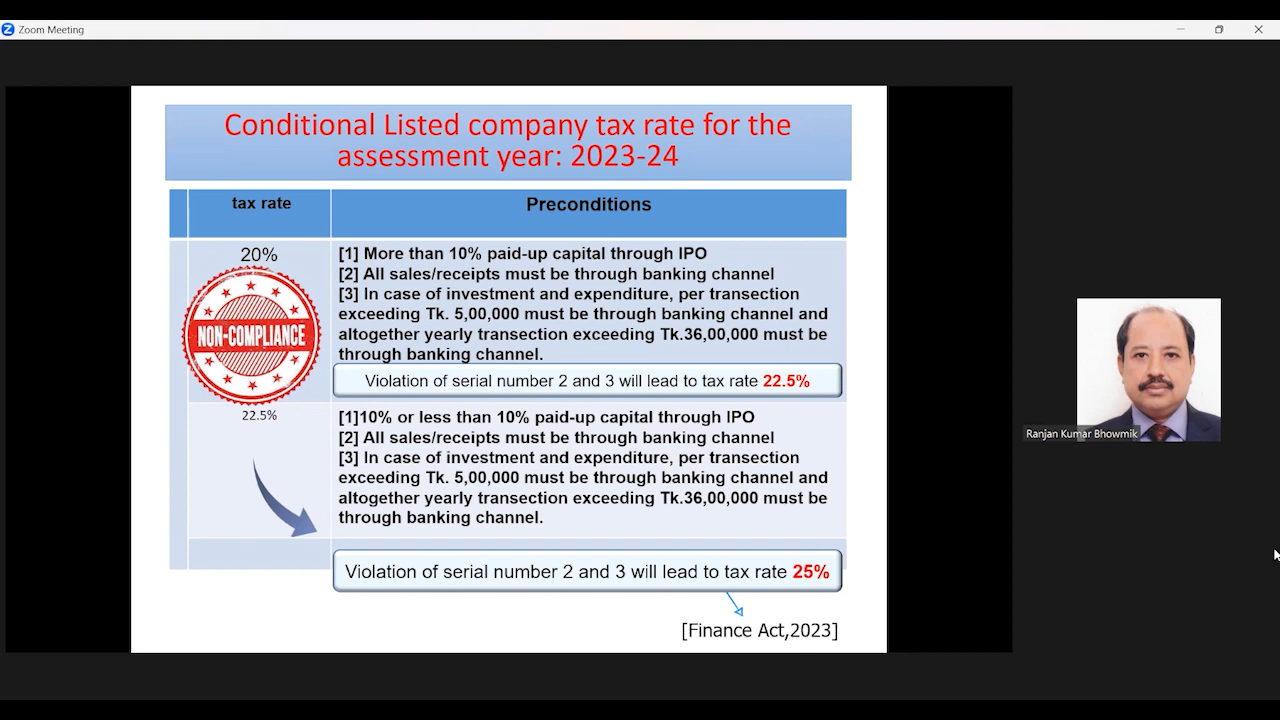 Zoom Meeting
Conditional Listed company tax rate for the
assessment year: 2023-24
tax rate
Preconditions
20%
NON-COMPLIANCE
[1] More than 10% paid-up capital through IPO
[2] All sales/receipts must be through banking channel
[3] In case of investment and expenditure, per transection
exceeding Tk. 5,00,000 must be through banking channel and
altogether yearly transection exceeding Tk.36,00,000 must be
through banking channel.
Violation of serial number 2 and 3 will lead to tax rate 22.5%
22.5%
[1]10% or less than 10% paid-up capital through IPO
[2] All sales/receipts must be through banking channel
[3] In case of investment and expenditure, per transection
exceeding Tk. 5,00,000 must be through banking channel and
altogether yearly transection exceeding Tk.36,00,000 must be
through banking channel.
Violation of serial number 2 and 3 will lead to tax rate 25%
[Finance Act,2023]
Ranjan Kumar Bhowmik